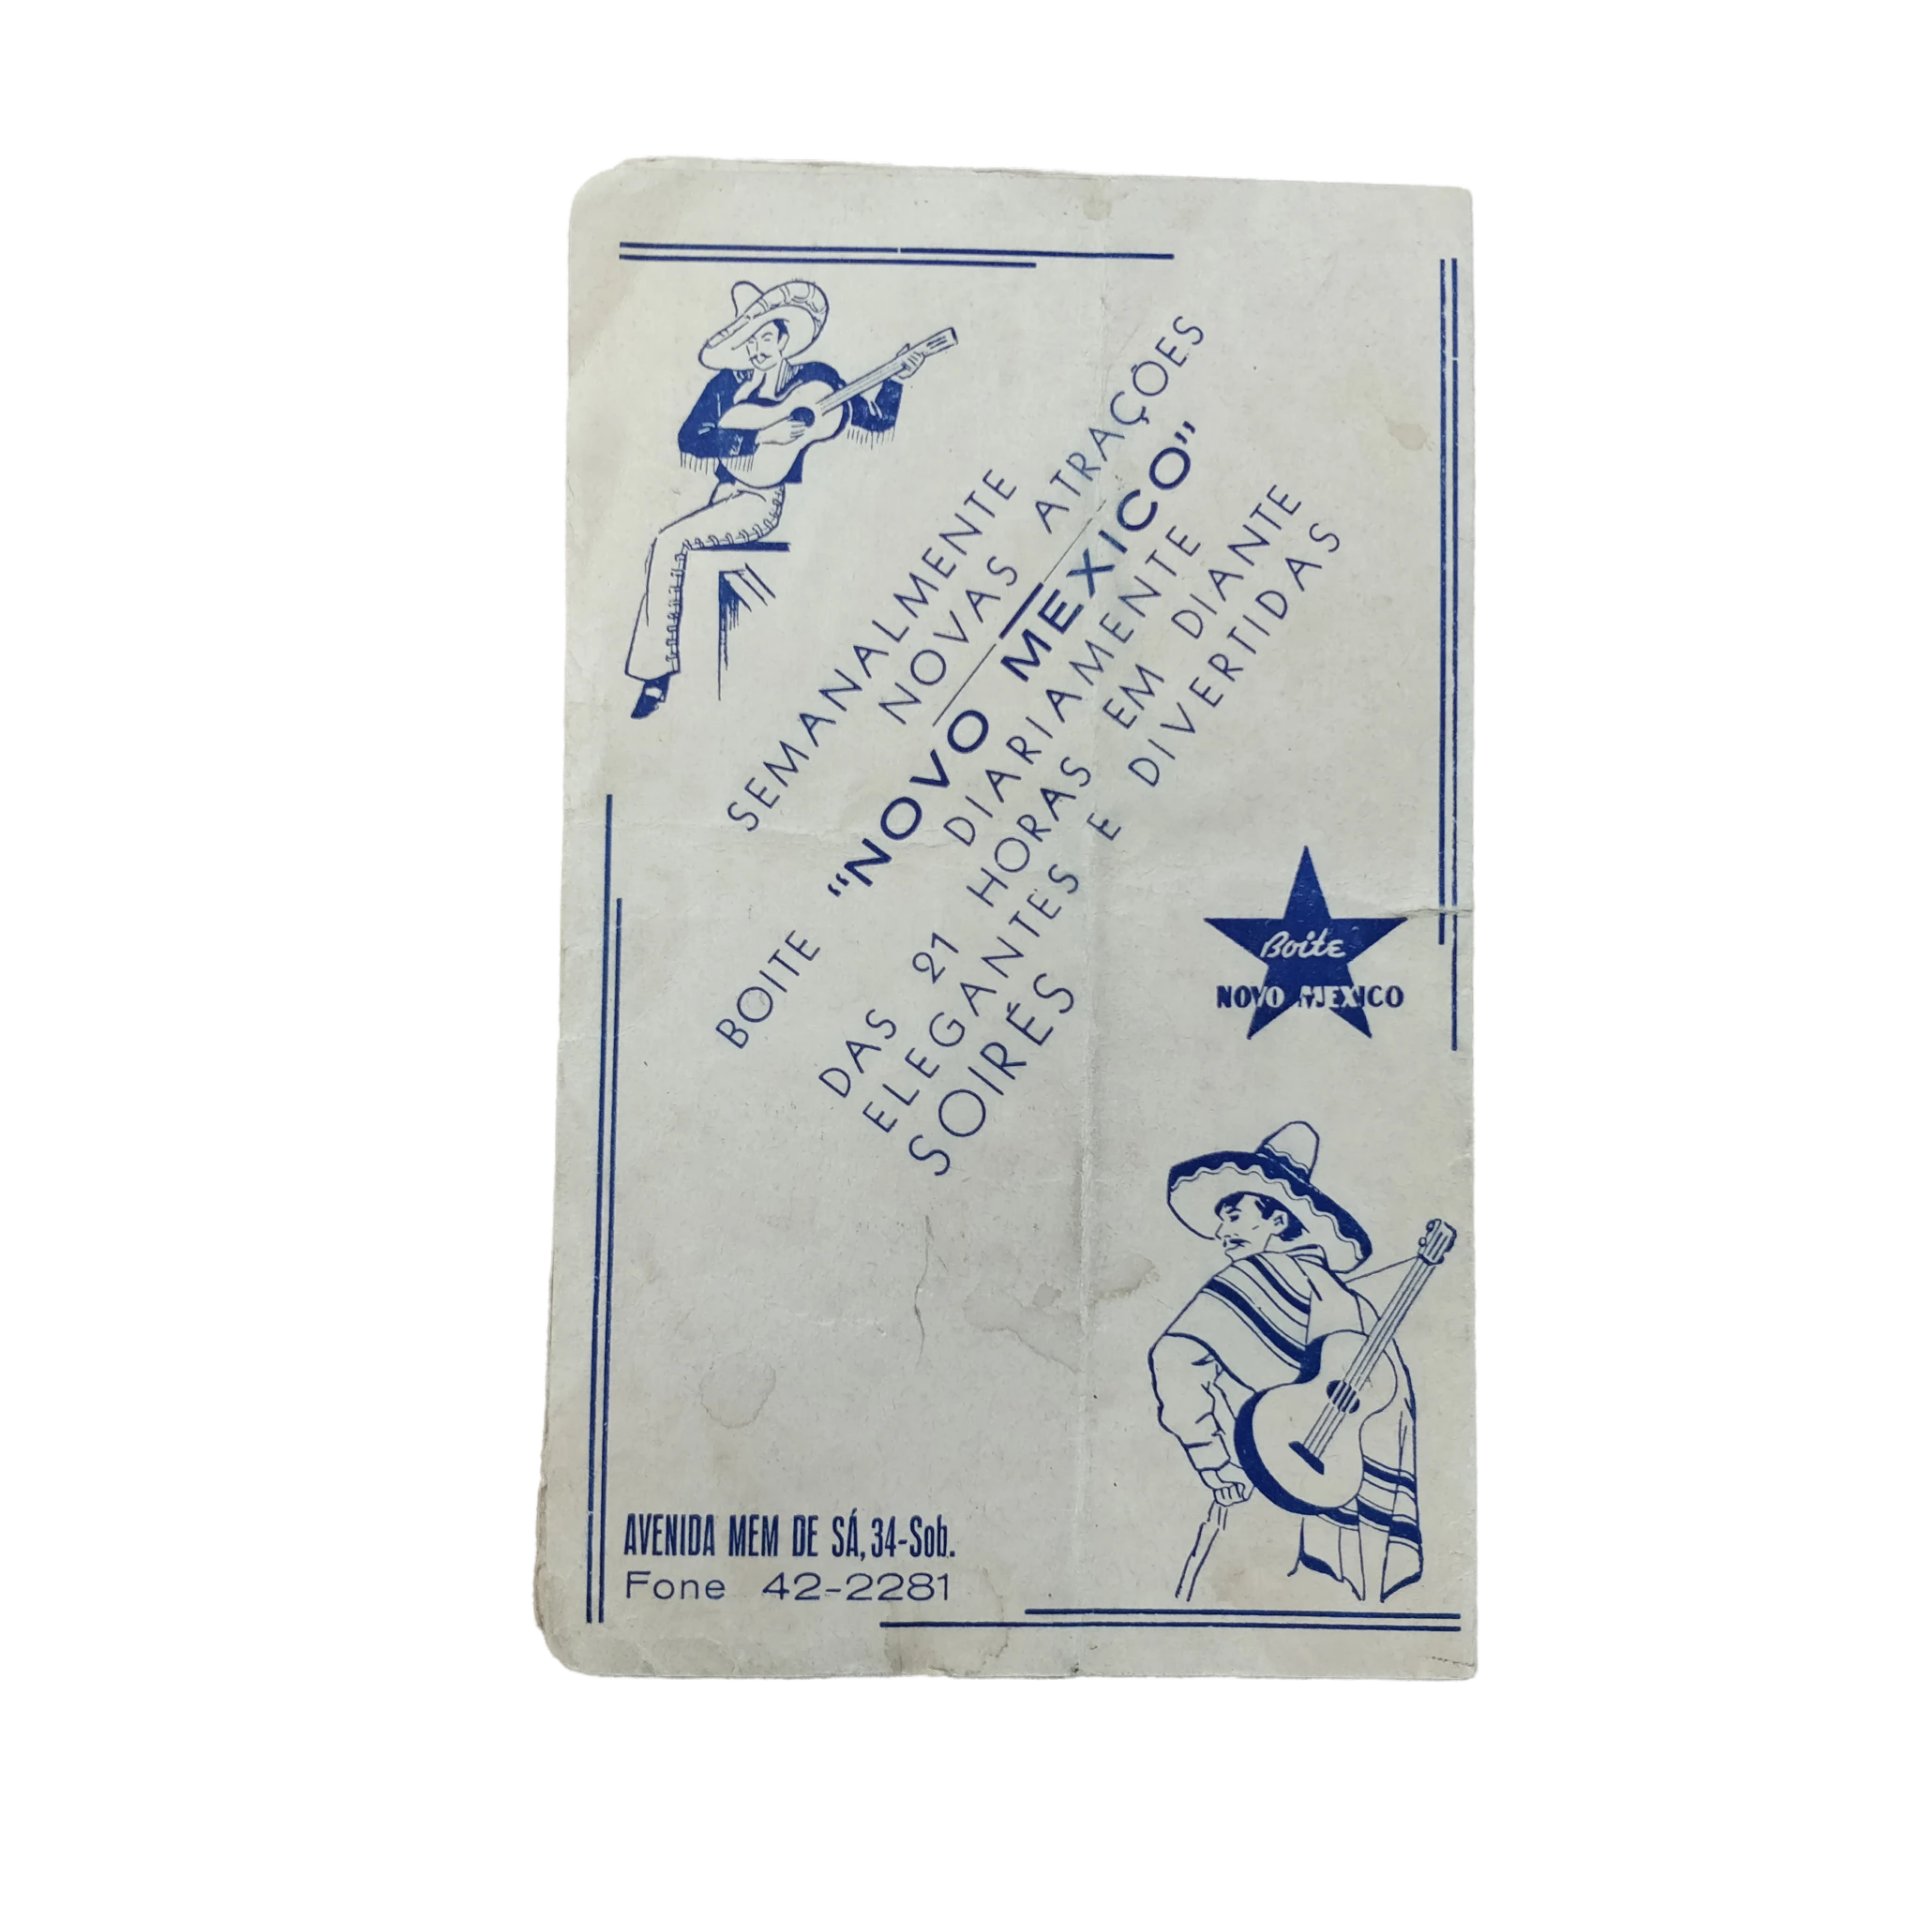 SEMANALMENTE
NOVAS ATRAÇÕES
BOITE "NOVO MEXICO"
DIARIAMENTE
DAS 21 HORAS EM DIANTE
ELEGANTES E DIVERTIDAS
SOIRÉS
Boite
NOVO MEXICO
AVENIDA MEM DE SÁ, 34-Sob.
Fone 42-2281